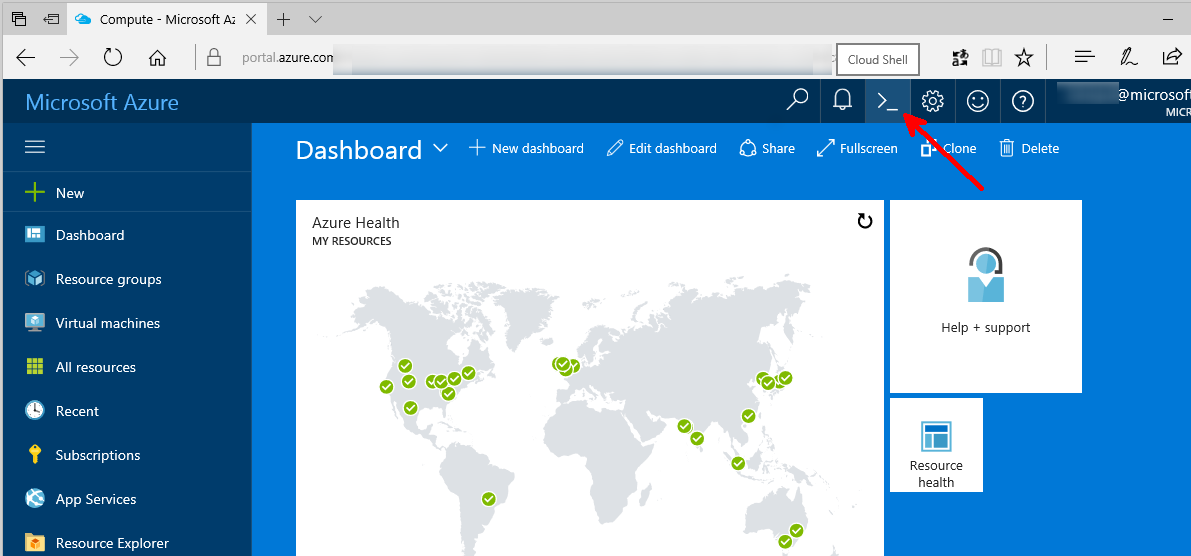 Compute - Microsoft Az
portal.azure.com
Cloud Shell
Microsoft Azure
@microsoft
MICR
Dashboard
New dashboard
Edit dashboard
Share
Fullscreen
Clone
Delete
New
Dashboard
Resource groups
Virtual machines
All resources
Recent
Subscriptions
App Services
Resource Explorer
Azure Health
MY RESOURCES
Help + support
Resource
health